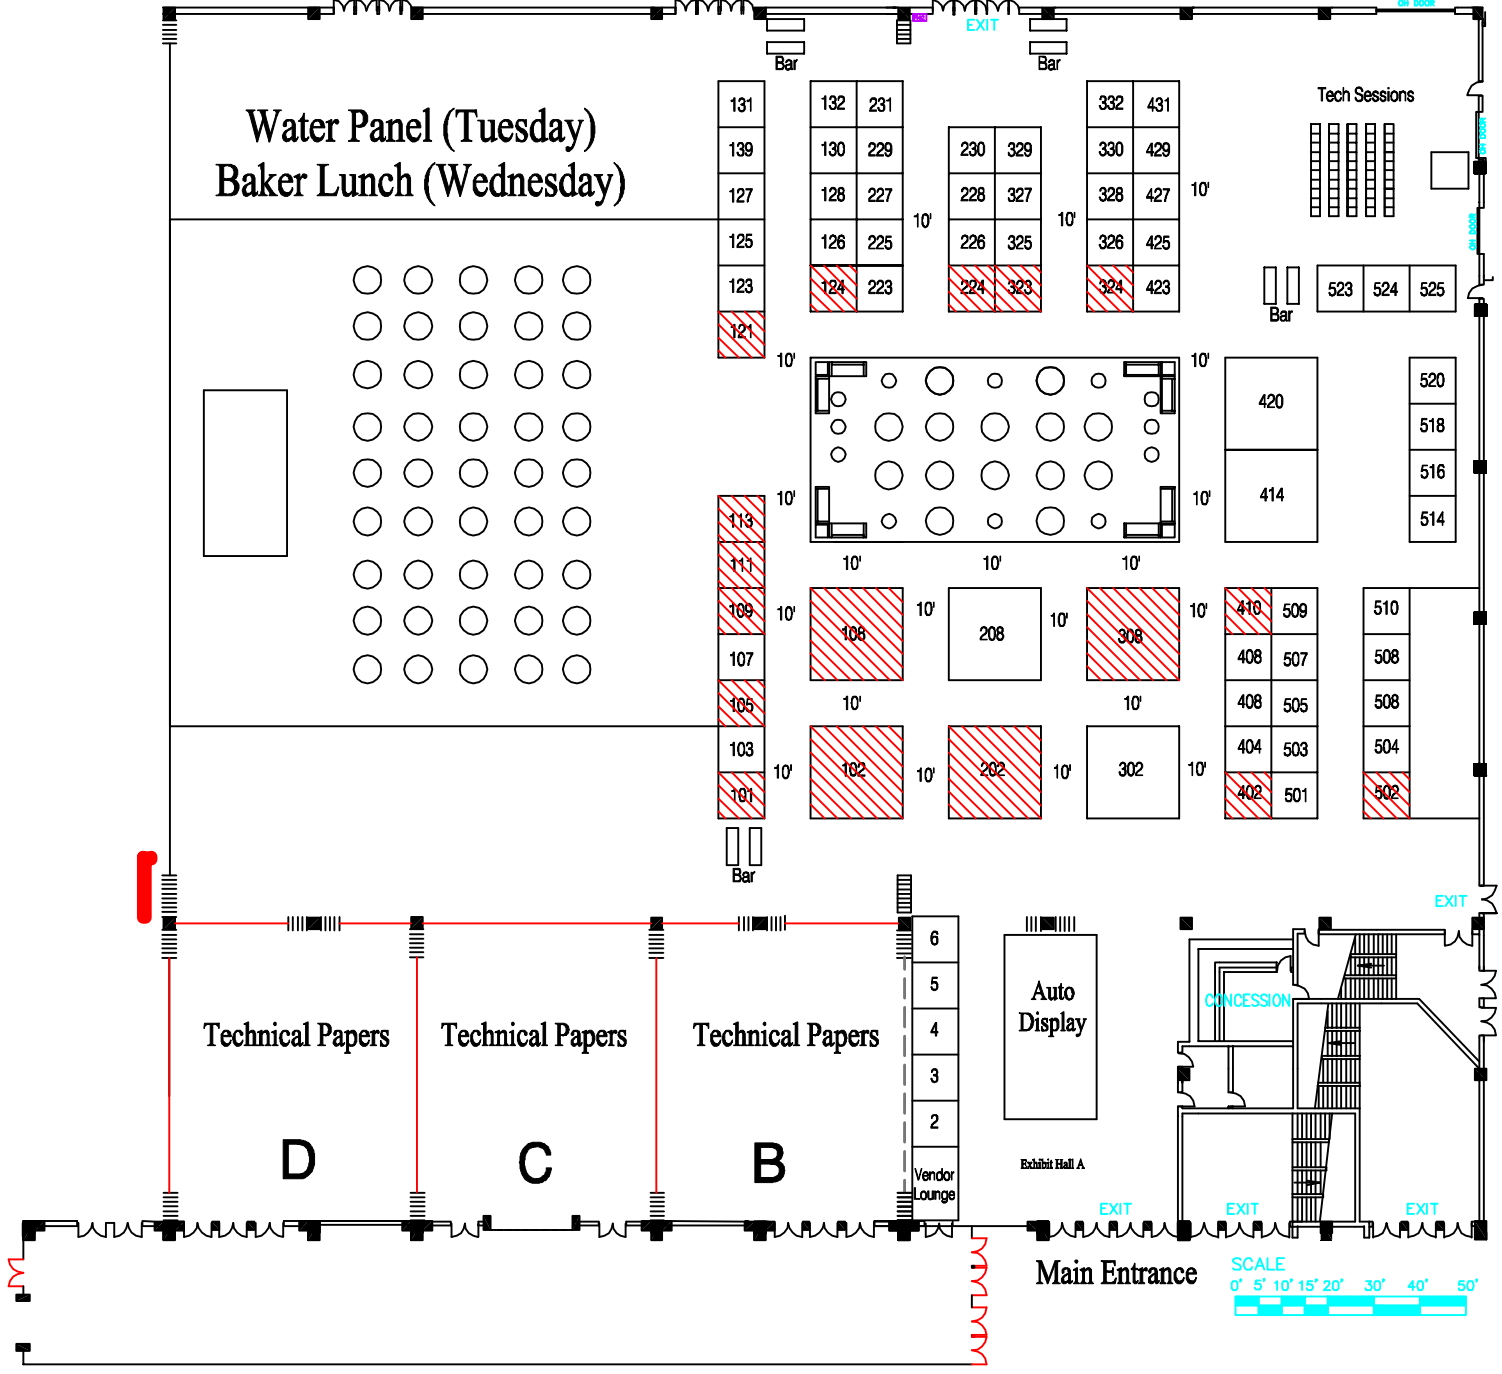 OH DOOR
PHC
EXIT
Bar
Bar
Water Panel (Tuesday)
Baker Lunch (Wednesday)
Tech Sessions
OH DOOR
OH DOOR
131
139
127
125
123
121
132 231
130 229
128 227
126 225
124 223
230 329
228 327
226 325
224 323
332 431
330 429
328 427
326 425
324 423
10'
10'
10'
Bar
523 524 525
10'
10'
420
414
520
518
516
514
10'
10'
113
111
109
107
105
103
101
10'
10'
10'
10'
10'
10'
10'
108
208
308
410 509
408 507
408 505
404 503
402 501
510
508
508
504
502
10'
10'
102
202
302
10'
10'
10'
10'
Bar
EXIT
6
5
4
3
2
Vendor
Lounge
Auto
Display
CONCESSION
Technical Papers
Technical Papers
Technical Papers
D
C
B
Exhibit Hall A
EXIT
EXIT
EXIT
Main Entrance
SCALE
0' 5' 10' 15' 20' 30' 40' 50'